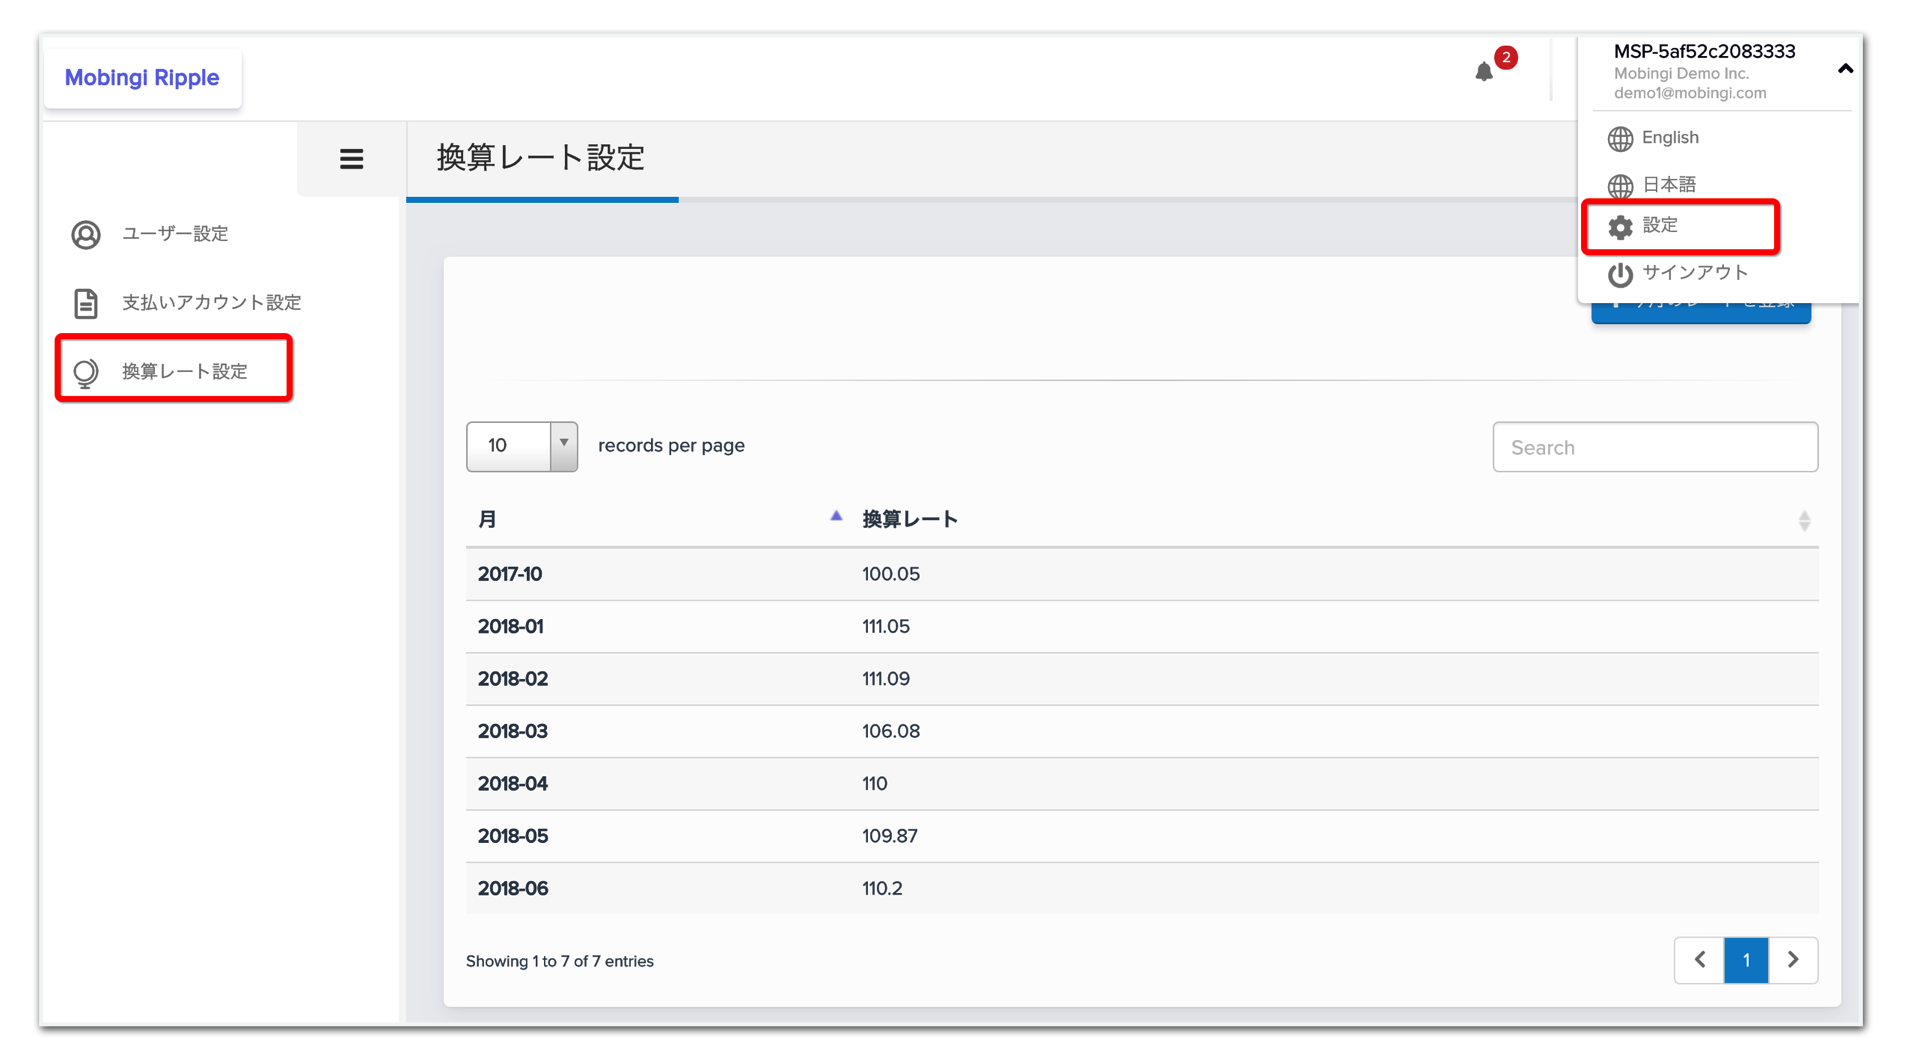 Mobingi Ripple
2
MSP-5af52c2083333
Mobingi Demo Inc.
demo1@mobingi.com
English
日本語
設定
サインアウト
換算レート設定
ユーザー設定
支払いアカウント設定
換算レート設定
10 records per page
Search
月 換算レート
2017-10 100.05
2018-01 111.05
2018-02 111.09
2018-03 106.08
2018-04 110
2018-05 109.87
2018-06 110.2
Showing 1 to 7 of 7 entries
1